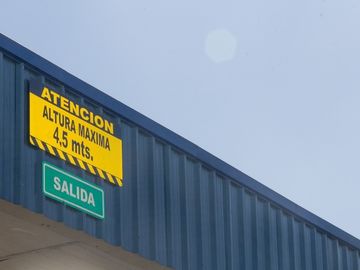 ATENCION
ALTURA MAXIMA
4,5 mts.
SALIDA